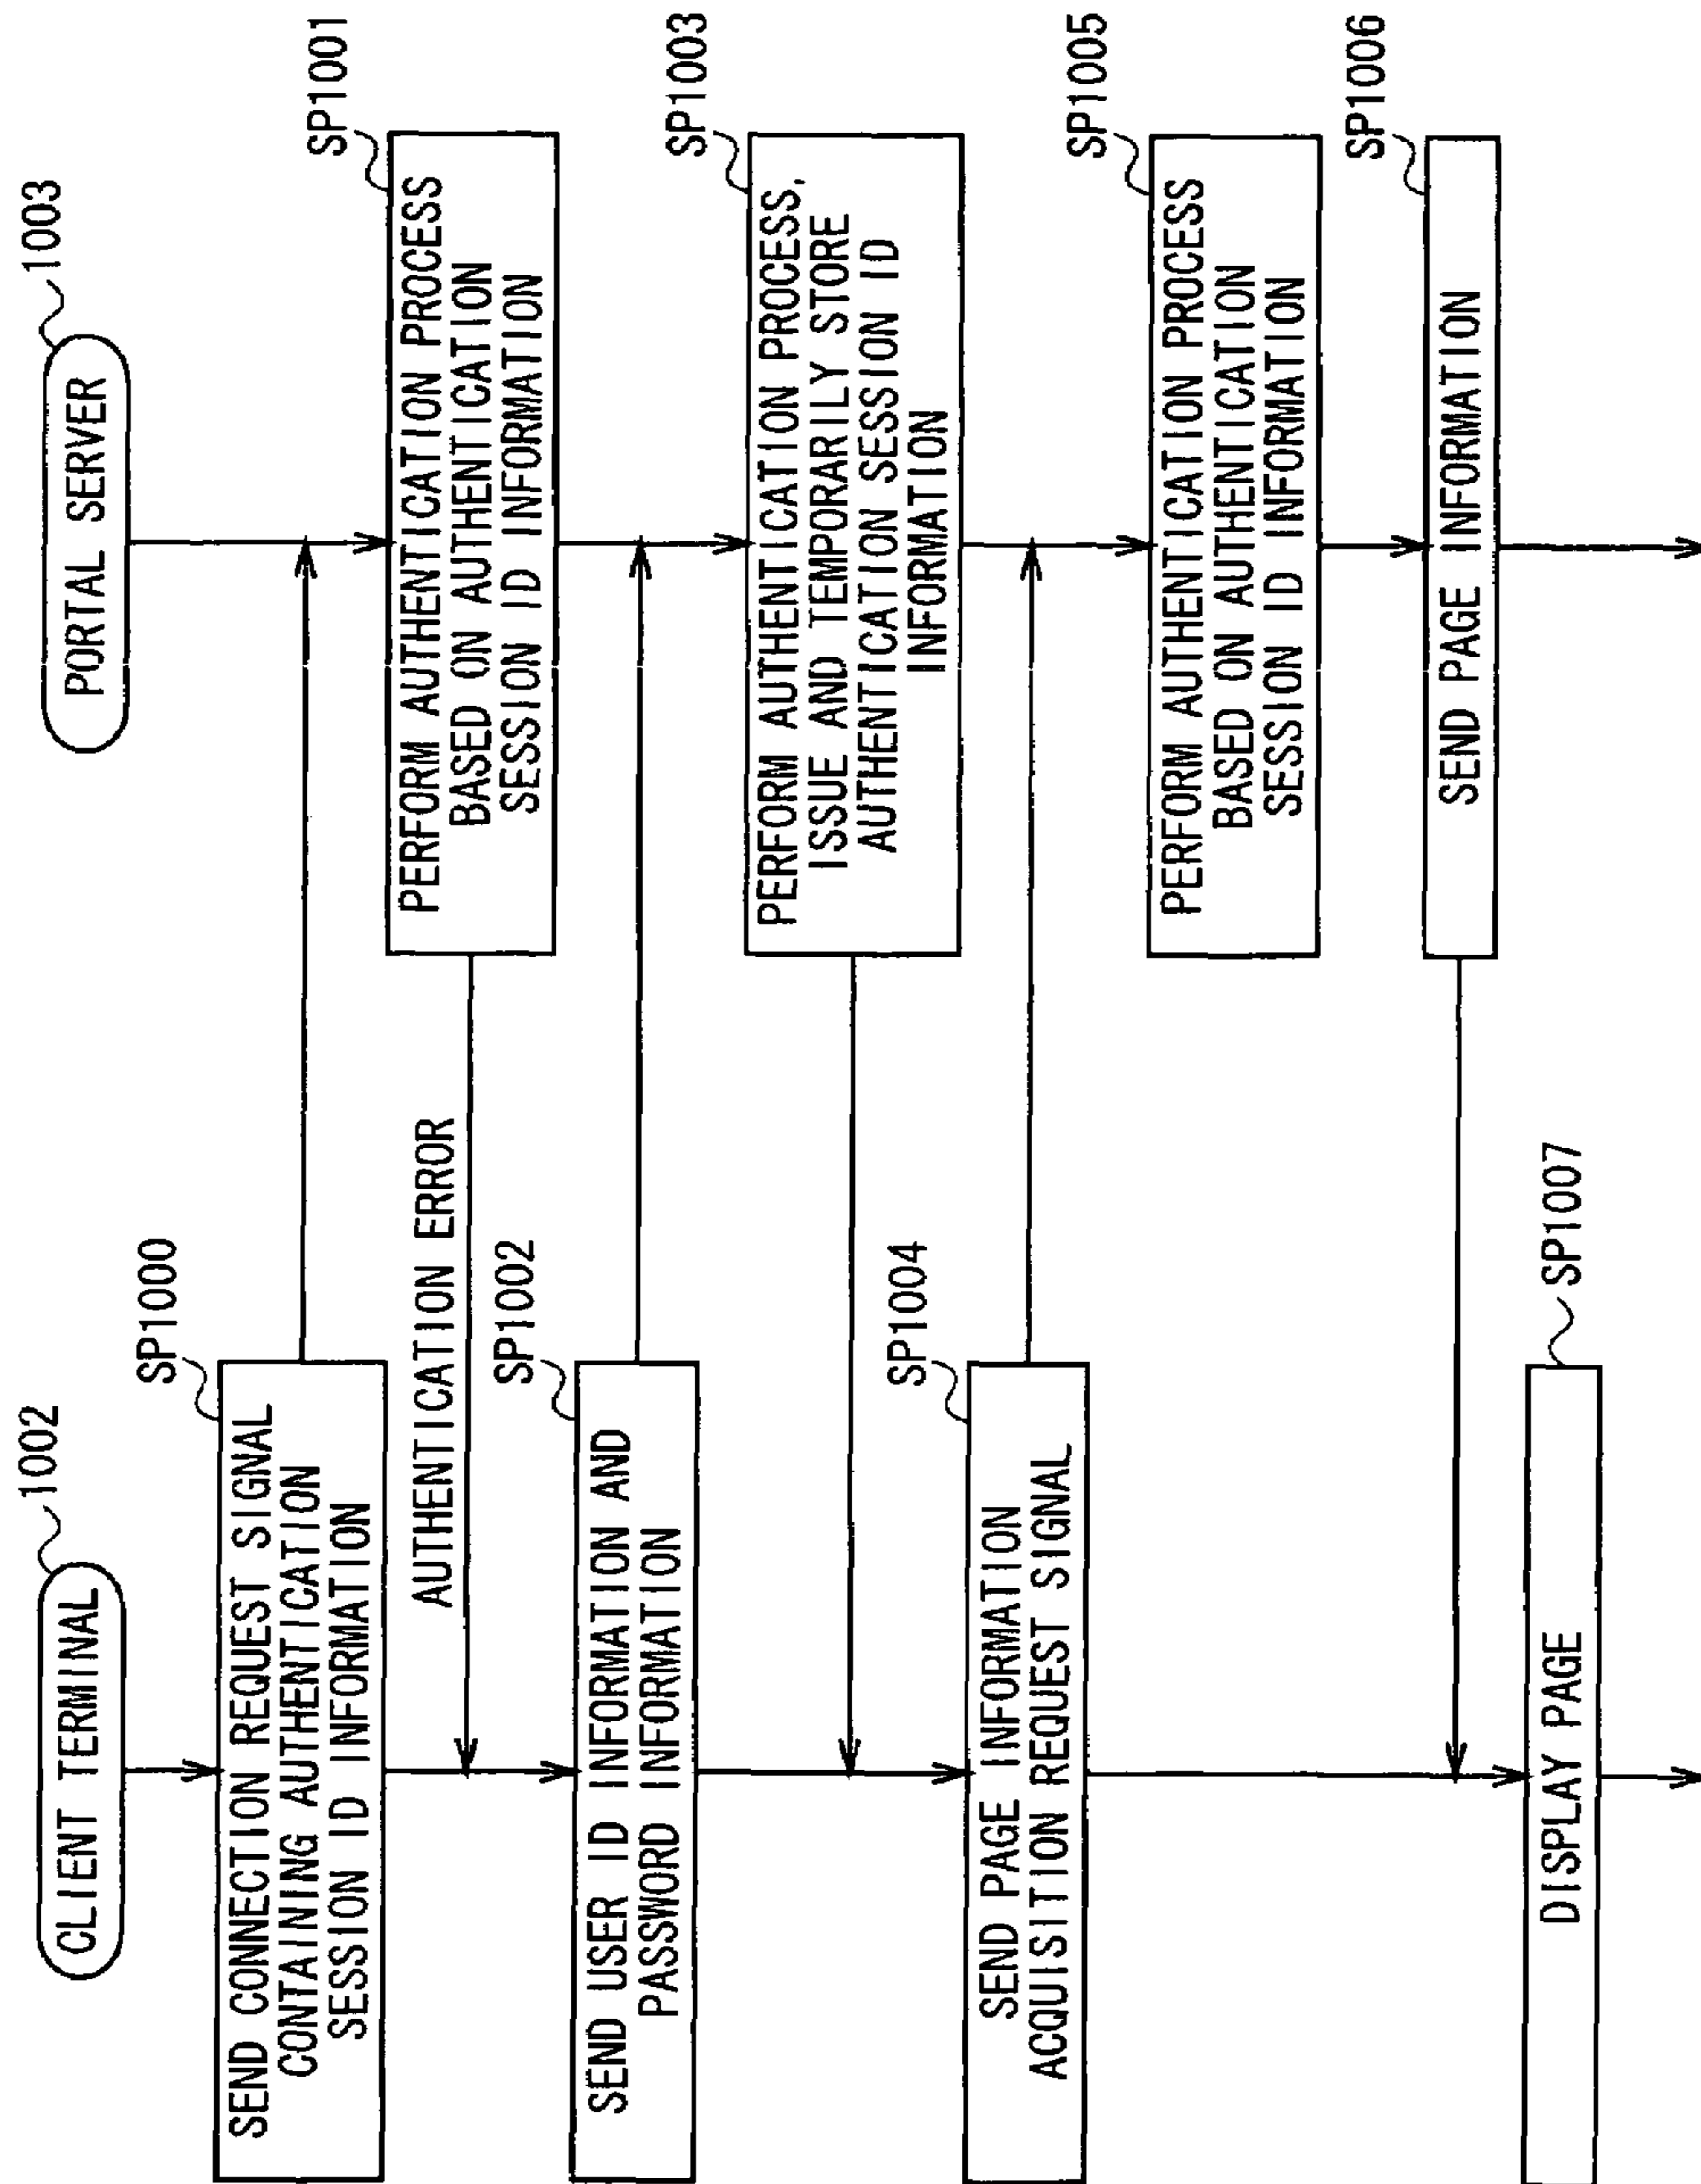 CLIENT TERMINAL
1002
PORTAL SERVER
1003
SP1000
SEND CONNECTION REQUEST SIGNAL
CONTAINING AUTHENTICATION
SESSION ID INFORMATION
SP1001
PERFORM AUTHENTICATION PROCESS
BASED ON AUTHENTICATION
SESSION ID INFORMATION
AUTHENTICATION ERROR
SP1002
SEND USER ID INFORMATION AND
PASSWORD INFORMATION
SP1003
PERFORM AUTHENTICATION PROCESS,
ISSUE AND TEMPORARILY STORE
AUTHENTICATION SESSION ID
INFORMATION
SP1004
SEND PAGE INFORMATION
ACQUISITION REQUEST SIGNAL
SP1005
PERFORM AUTHENTICATION PROCESS
BASED ON AUTHENTICATION
SESSION ID INFORMATION
SP1006
SEND PAGE INFORMATION
SP1007
DISPLAY PAGE